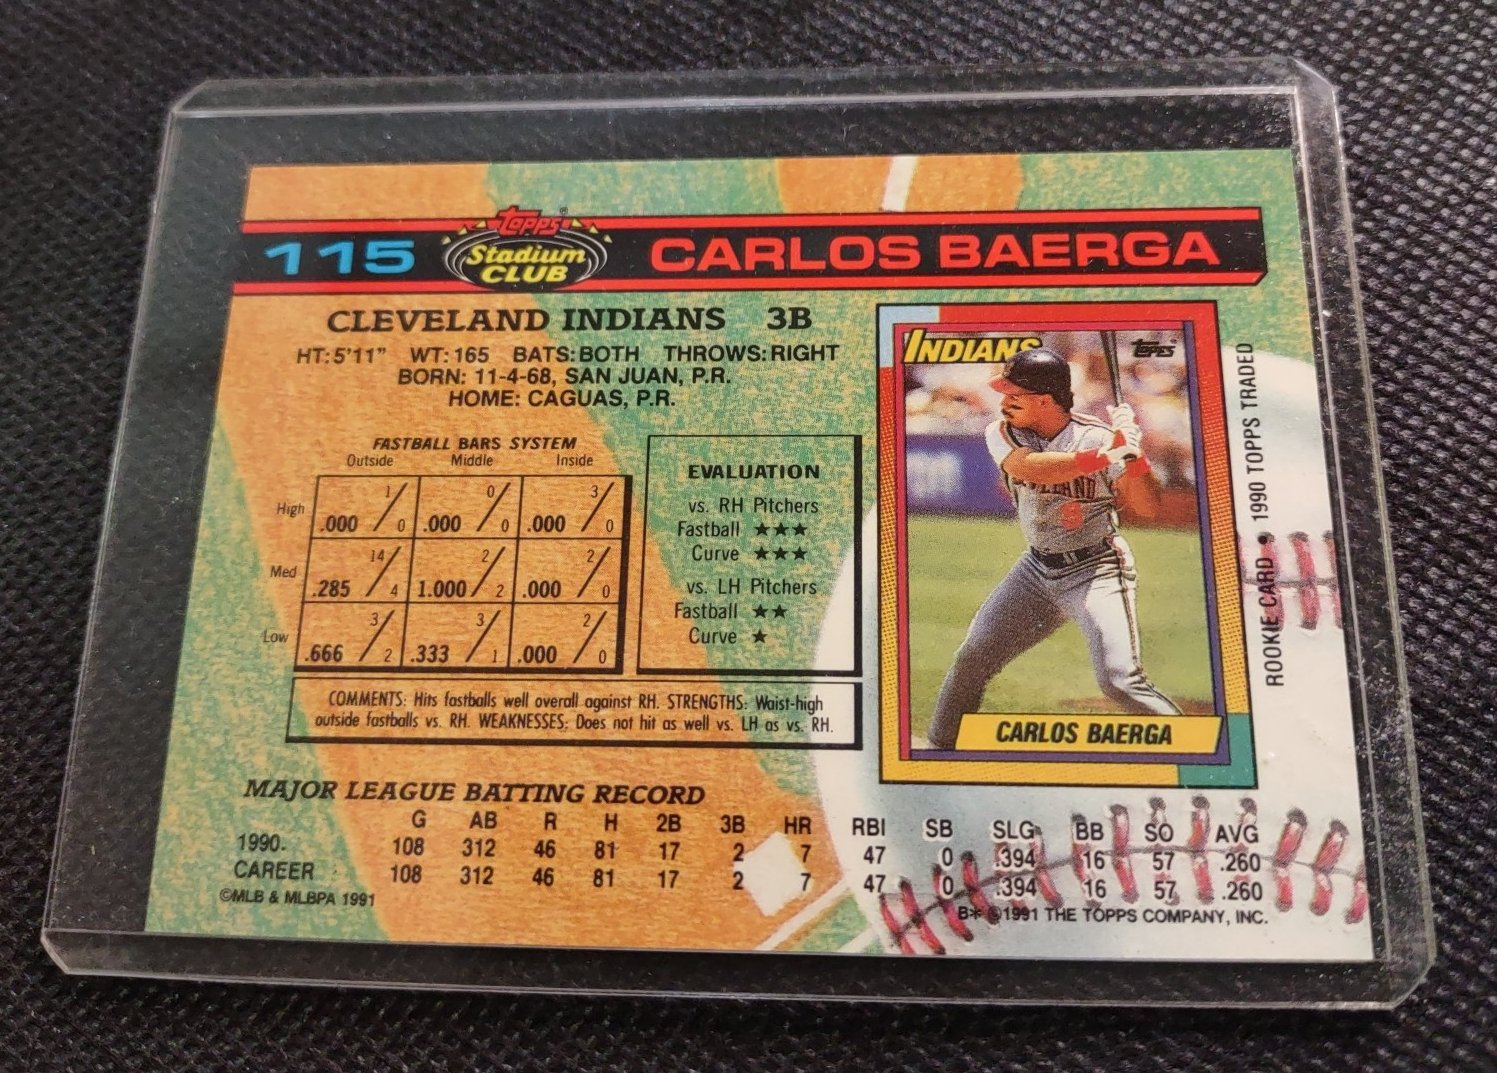 115 Topps Stadium CLUB CARLOS BAERGA
CLEVELAND INDIANS 3B
HT: 5'11" WT: 165 BATS: BOTH THROWS: RIGHT
BORN: 11-4-68, SAN JUAN, P.R.
HOME: CAGUAS, P.R.
FASTBALL BARS SYSTEM
Outside Middle Inside
High .000 1/0 .000 0/0 .000 3/0
Med .285 14/4 1.000 2/2 .000 2/0
Low .666 3/2 .333 3/1 .000 2/0
EVALUATION
vs. RH Pitchers
Fastball ★★★
Curve ★★★
vs. LH Pitchers
Fastball ★★
Curve ★
COMMENTS: Hits fastballs well overall against RH. STRENGTHS: Waist-high
outside fastballs vs. RH. WEAKNESSES: Does not hit as well vs. LH as vs. RH.
INDIANS
TOPPS
CLEVELAND
9
CARLOS BAERGA
ROOKIE CARD • 1990 TOPPS TRADED
MAJOR LEAGUE BATTING RECORD
G AB R H 2B 3B HR RBI SB SLG BB SO AVG
1990. 108 312 46 81 17 2 7 47 0 .394 16 57 .260
CAREER 108 312 46 81 17 2 7 47 0 .394 16 57 .260
©MLB & MLBPA 1991
B* ©1991 THE TOPPS COMPANY, INC.